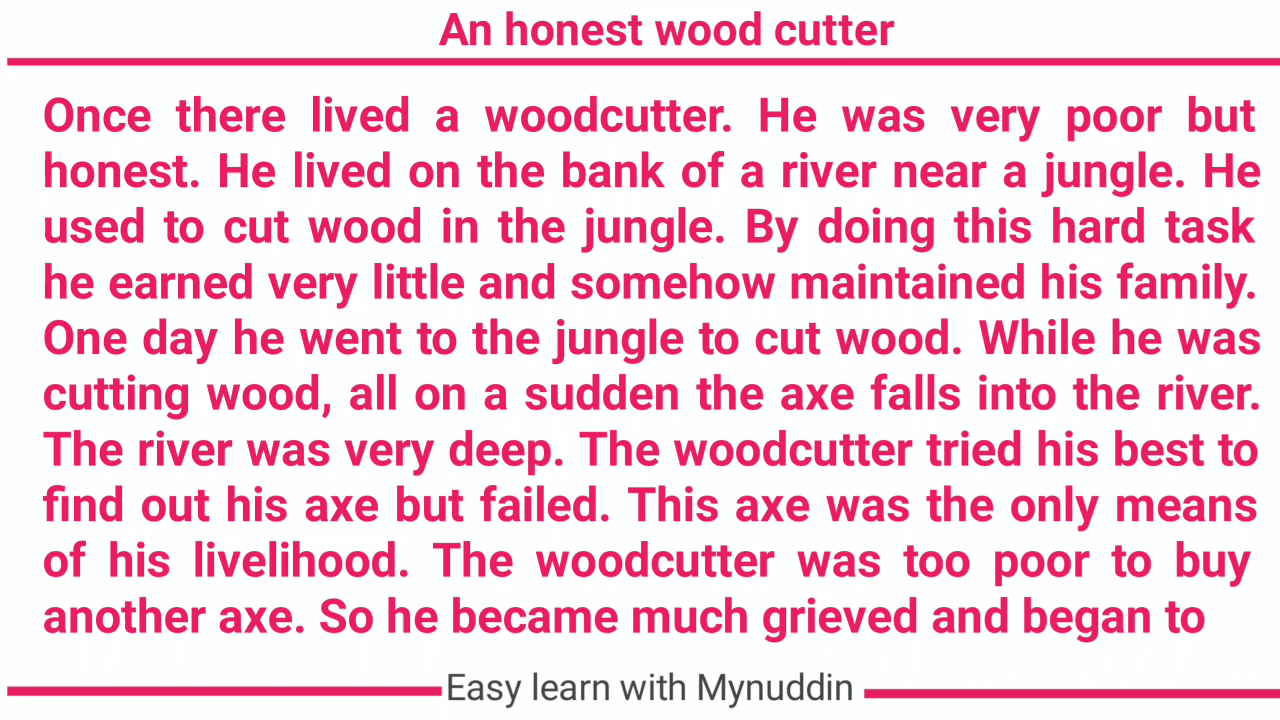 An honest wood cutter
Once there lived a woodcutter. He was very poor but
honest. He lived on the bank of a river near a jungle. He
used to cut wood in the jungle. By doing this hard task
he earned very little and somehow maintained his family.
One day he went to the jungle to cut wood. While he was
cutting wood, all on a sudden the axe falls into the river.
The river was very deep. The woodcutter tried his best to
find out his axe but failed. This axe was the only means
of his livelihood. The woodcutter was too poor to buy
another axe. So he became much grieved and began to
Easy learn with Mynuddin